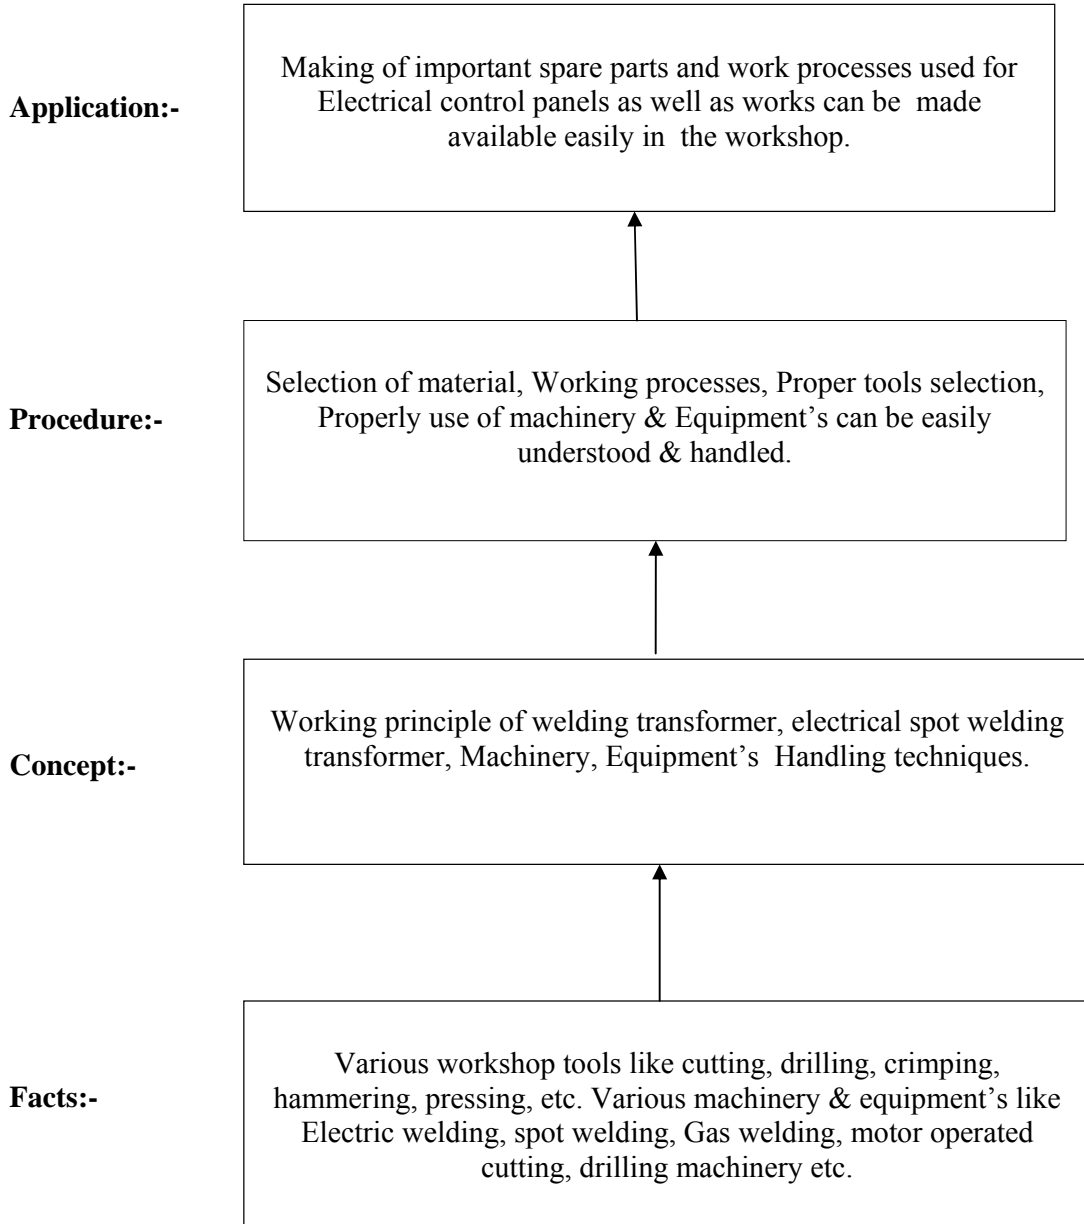 Application:-
Making of important spare parts and work processes used for
Electrical control panels as well as works can be made
available easily in the workshop.
Procedure:-
Selection of material, Working processes, Proper tools selection,
Properly use of machinery & Equipment’s can be easily
understood & handled.
Concept:-
Working principle of welding transformer, electrical spot welding
transformer, Machinery, Equipment’s Handling techniques.
Facts:-
Various workshop tools like cutting, drilling, crimping,
hammering, pressing, etc. Various machinery & equipment’s like
Electric welding, spot welding, Gas welding, motor operated
cutting, drilling machinery etc.